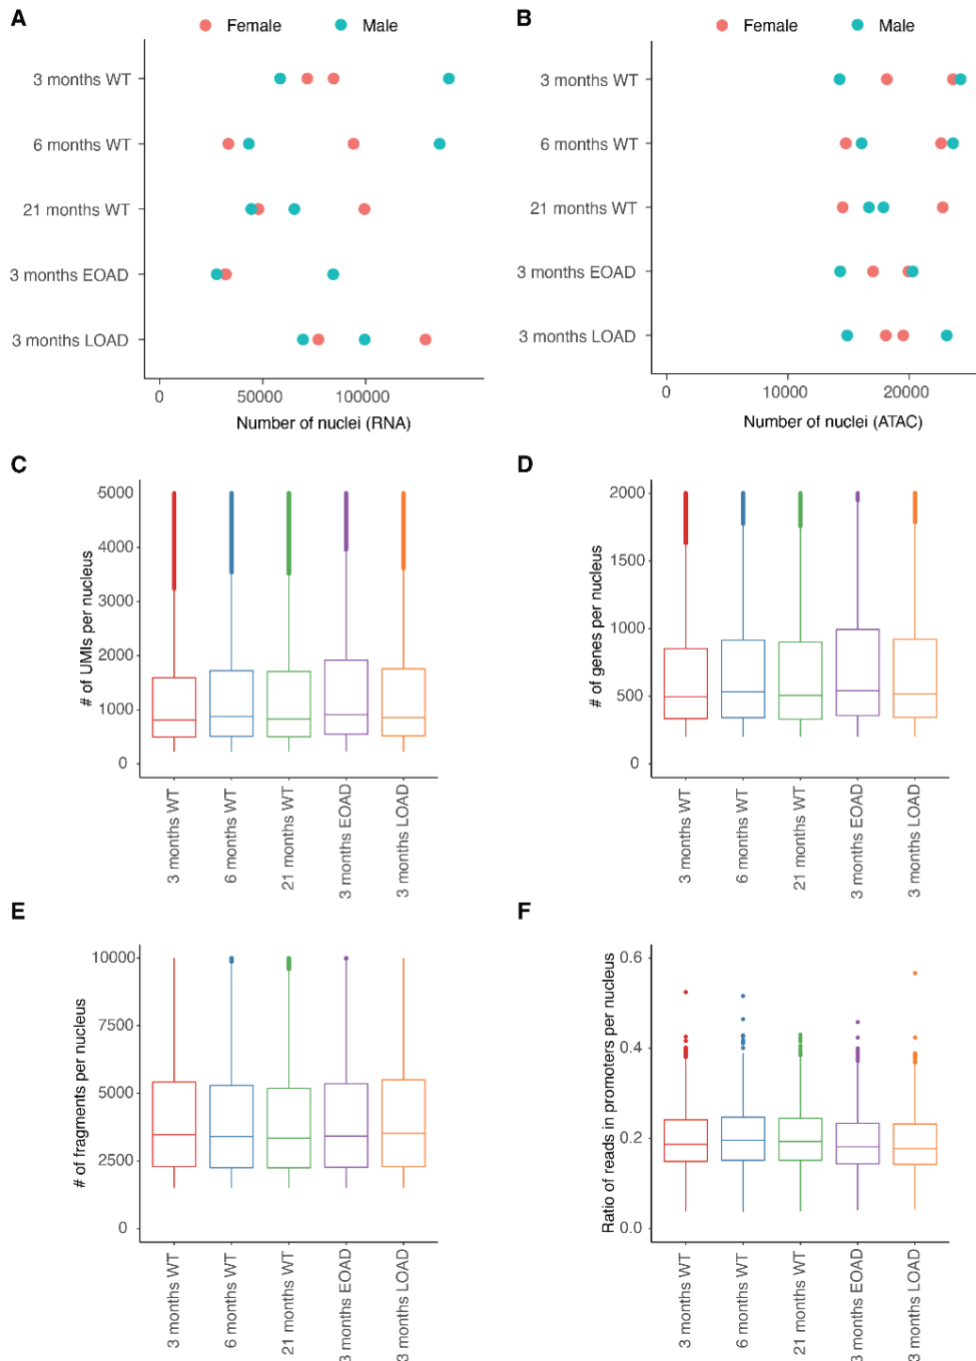 A
Female
Male
3 months WT
6 months WT
21 months WT
3 months EOAD
3 months LOAD
0
50000
100000
Number of nuclei (RNA)
B
Female
Male
3 months WT
6 months WT
21 months WT
3 months EOAD
3 months LOAD
0
10000
20000
Number of nuclei (ATAC)
C
# of UMIs per nucleus
5000
4000
3000
2000
1000
0
3 months WT
6 months WT
21 months WT
3 months EOAD
3 months LOAD
D
# of genes per nucleus
2000
1500
1000
500
0
3 months WT
6 months WT
21 months WT
3 months EOAD
3 months LOAD
E
# of fragments per nucleus
10000
7500
5000
2500
0
3 months WT
6 months WT
21 months WT
3 months EOAD
3 months LOAD
F
Ratio of reads in promoters per nucleus
0.6
0.4
0.2
0.0
3 months WT
6 months WT
21 months WT
3 months EOAD
3 months LOAD